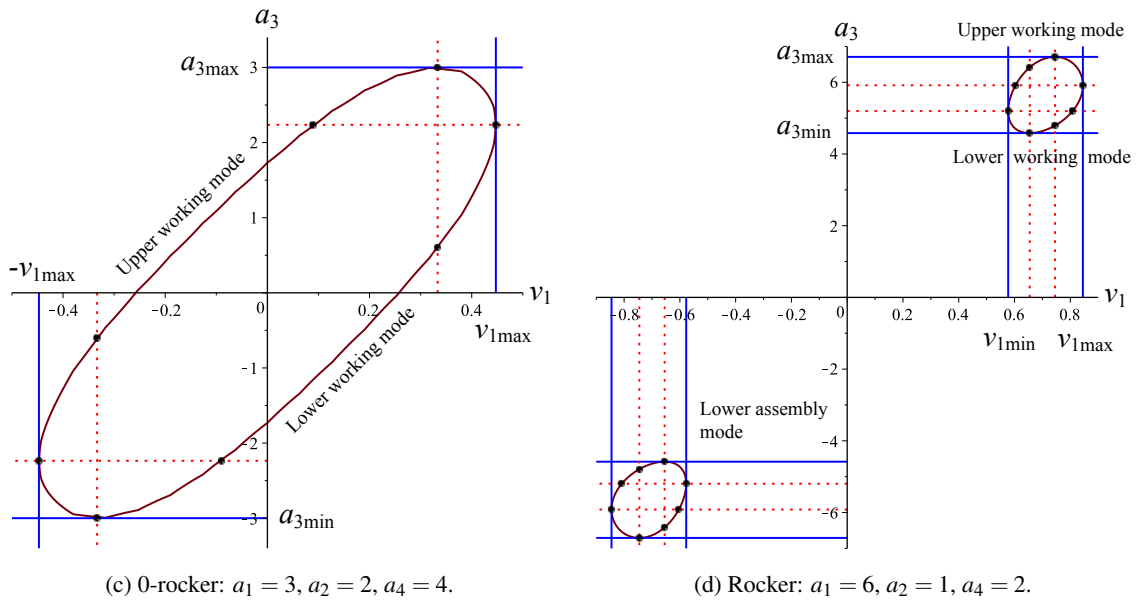 a₃
a₃max
3
2
1
Upper working mode
-v₁max
-0.4
-0.2
0
0.2
0.4
v₁
v₁max
-1
Lower working mode
-2
-3
a₃min
(c) 0-rocker: a₁ = 3, a₂ = 2, a₄ = 4.
a₃
Upper working mode
a₃max
6
a₃min
4
Lower working mode
2
-0.8
-0.6
-0.4
-0.2
0
0.2
0.4
0.6
0.8
v₁
v₁min
v₁max
-2
Lower assembly
mode
-4
-6
(d) Rocker: a₁ = 6, a₂ = 1, a₄ = 2.